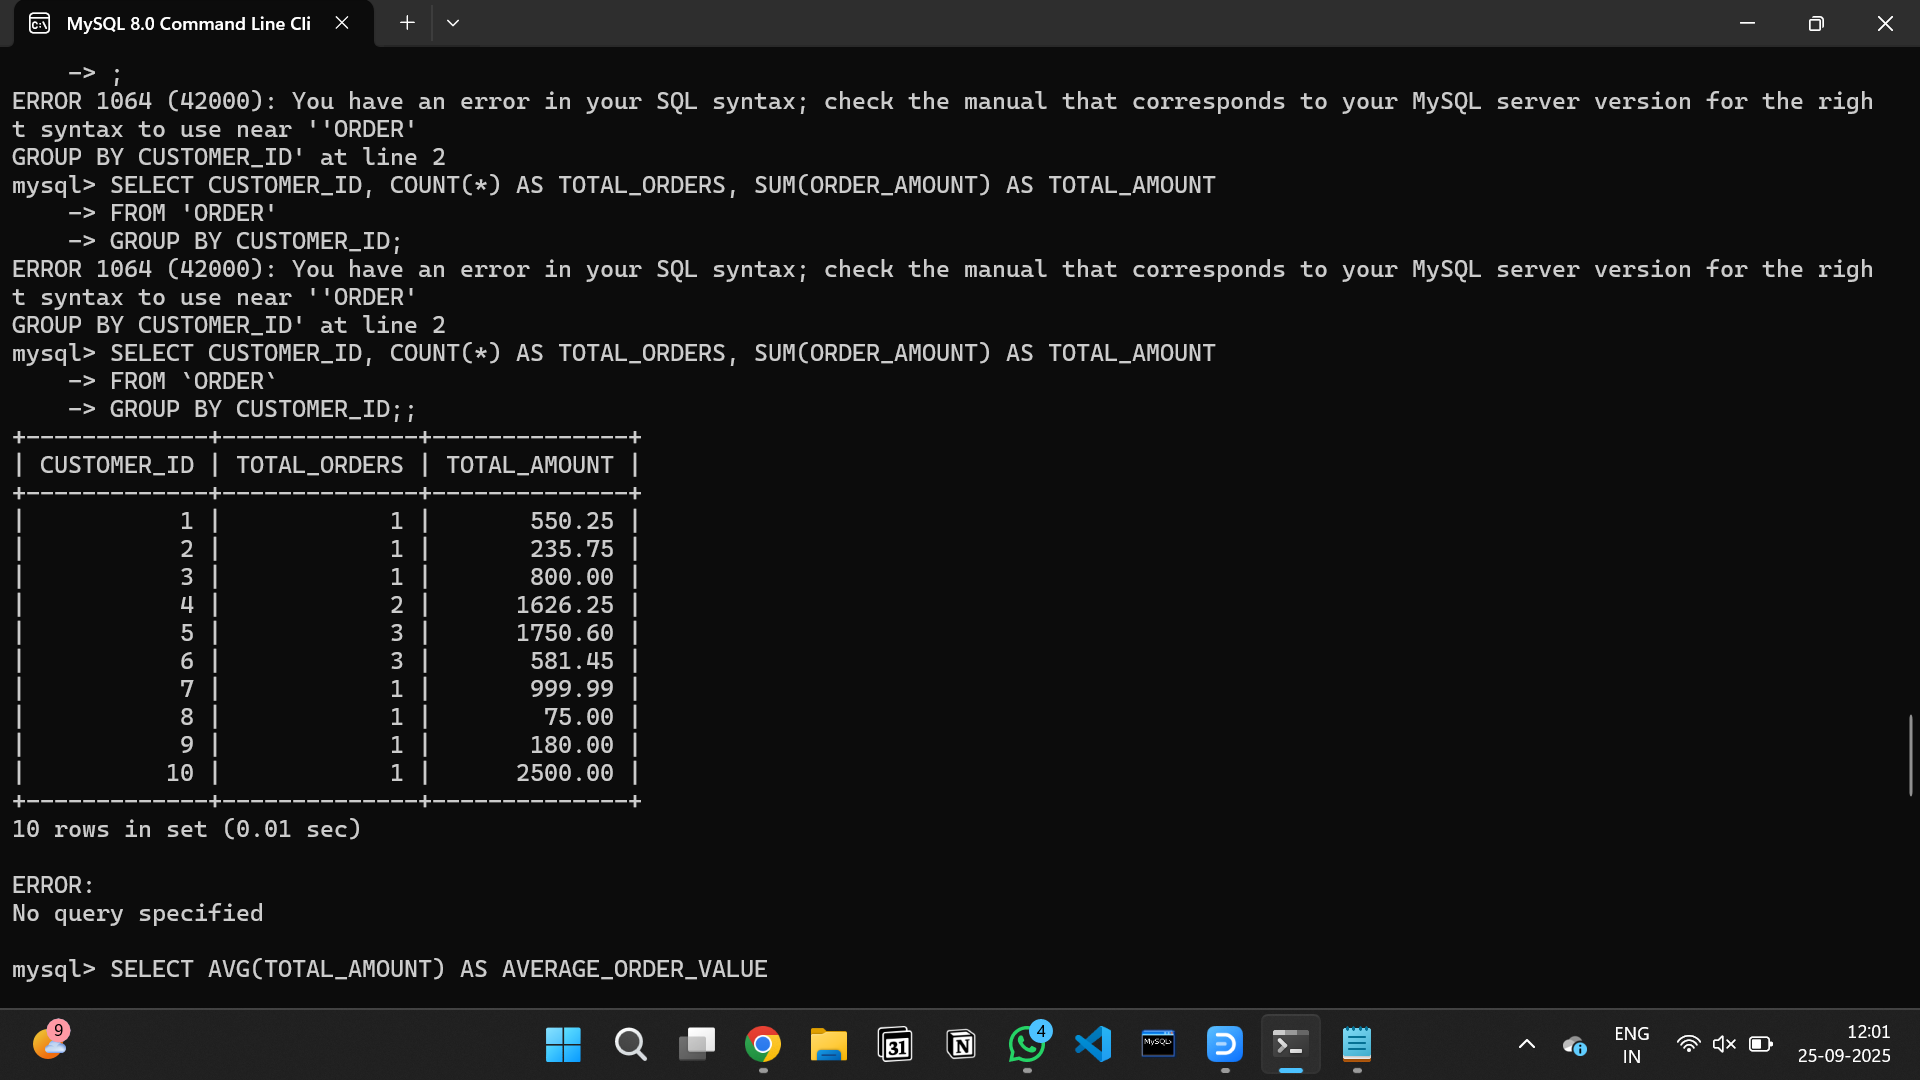 MySQL 8.0 Command Line Cli
-> ;
ERROR 1064 (42000): You have an error in your SQL syntax; check the manual that corresponds to your MySQL server version for the righ
t syntax to use near ''ORDER'
GROUP BY CUSTOMER_ID' at line 2
mysql> SELECT CUSTOMER_ID, COUNT(*) AS TOTAL_ORDERS, SUM(ORDER_AMOUNT) AS TOTAL_AMOUNT
-> FROM 'ORDER'
-> GROUP BY CUSTOMER_ID;
ERROR 1064 (42000): You have an error in your SQL syntax; check the manual that corresponds to your MySQL server version for the righ
t syntax to use near ''ORDER'
GROUP BY CUSTOMER_ID' at line 2
mysql> SELECT CUSTOMER_ID, COUNT(*) AS TOTAL_ORDERS, SUM(ORDER_AMOUNT) AS TOTAL_AMOUNT
-> FROM `ORDER`
-> GROUP BY CUSTOMER_ID;;
+-------------+--------------+--------------+
| CUSTOMER_ID | TOTAL_ORDERS | TOTAL_AMOUNT |
+-------------+--------------+--------------+
| 1 | 1 | 550.25 |
| 2 | 1 | 235.75 |
| 3 | 1 | 800.00 |
| 4 | 2 | 1626.25 |
| 5 | 3 | 1750.60 |
| 6 | 3 | 581.45 |
| 7 | 1 | 999.99 |
| 8 | 1 | 75.00 |
| 9 | 1 | 180.00 |
| 10 | 1 | 2500.00 |
+-------------+--------------+--------------+
10 rows in set (0.01 sec)
ERROR:
No query specified
mysql> SELECT AVG(TOTAL_AMOUNT) AS AVERAGE_ORDER_VALUE
9
31
N
4
MySQL>
ENG
IN
12:01
25-09-2025